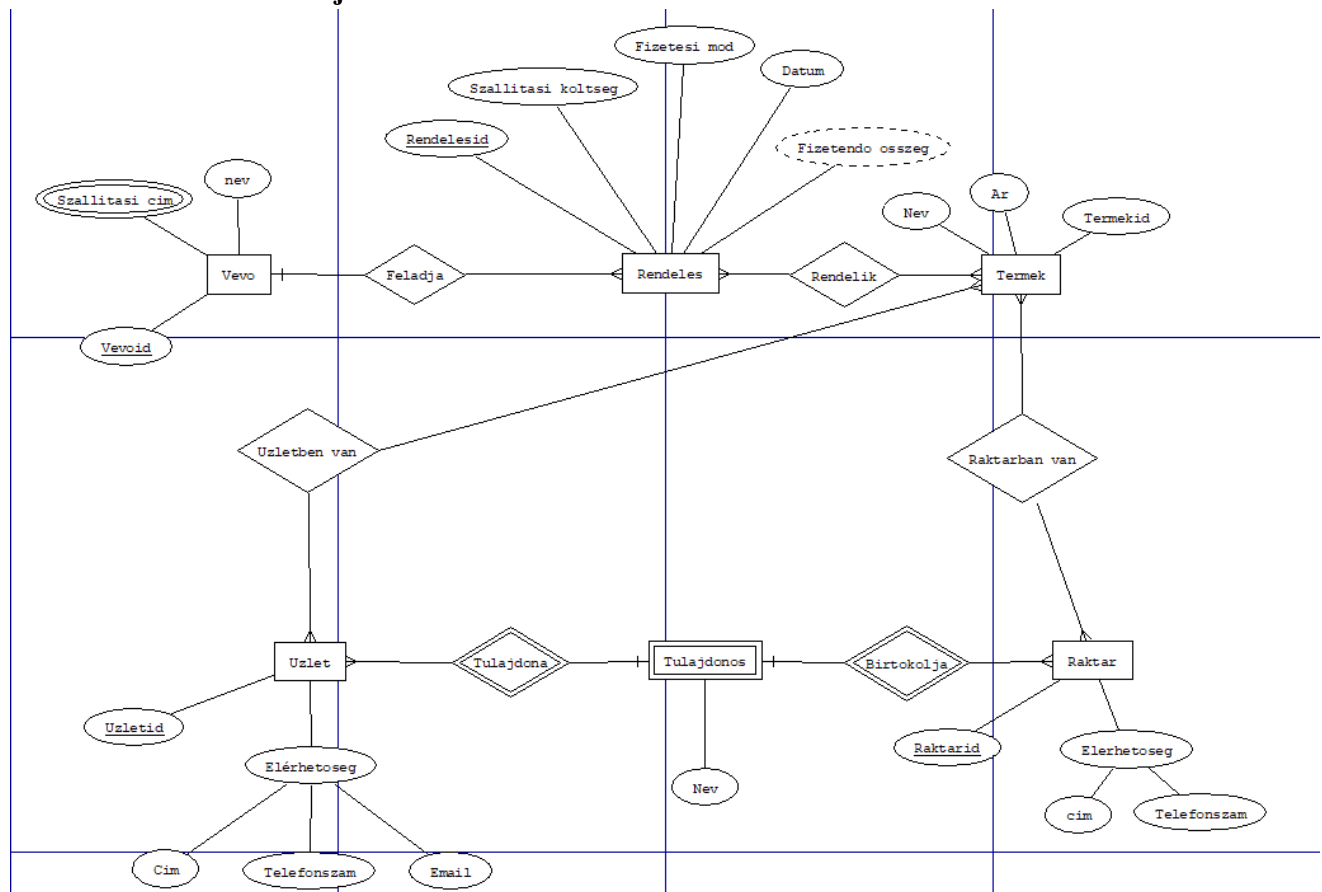 Fizetesi mod
Datum
Szallitasi koltseg
Rendelesid
Fizetendo osszeg
nev
Szallitasi cim
Ar
Nev
Termekid
Vevo
Feladja
Rendeles
Rendelik
Termek
Vevoid
Uzletben van
Raktarban van
Uzlet
Tulajdona
Tulajdonos
Birtokolja
Raktar
Uzletid
Raktarid
Elerhetoseg
Elérhetoseg
Nev
cim
Telefonszam
Cim
Telefonszam
Email